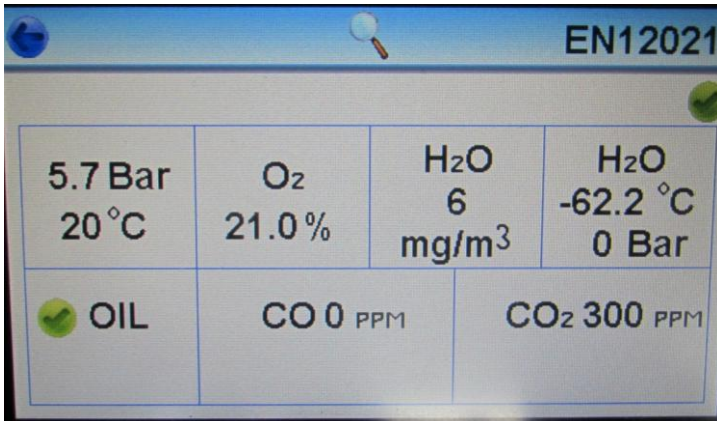 EN12021
5.7 Bar
20°C
O2
21.0%
H2O
6
mg/m3
H2O
-62.2 °C
0 Bar
OIL
CO 0 PPM
CO2 300 PPM